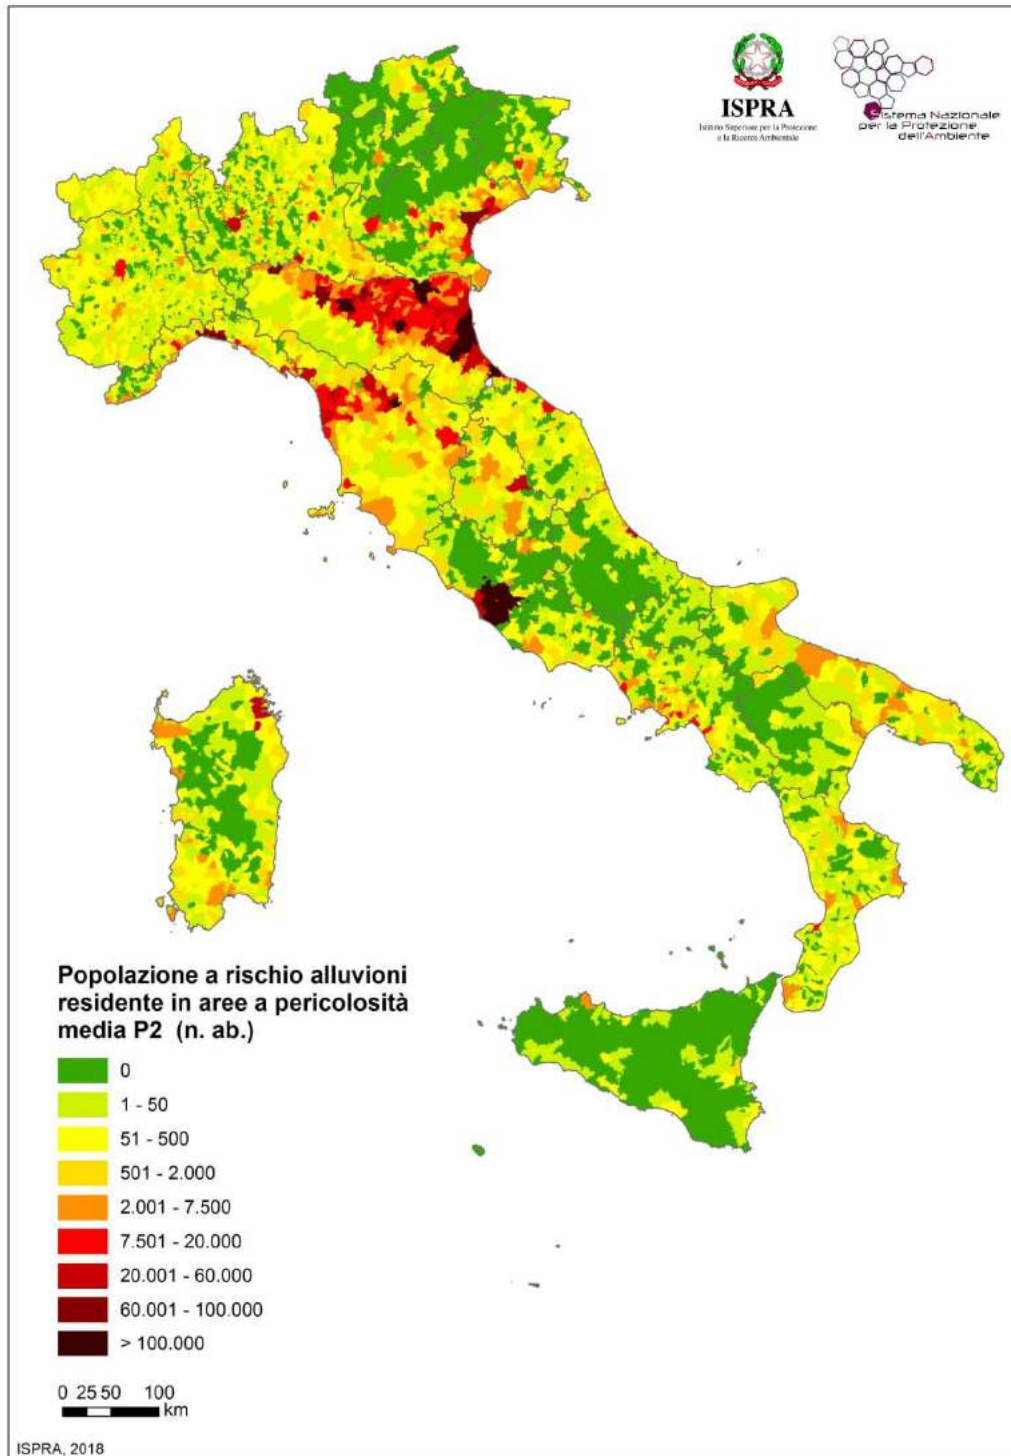 ISPRA
Istituto Superiore per la Protezione
e la Ricerca Ambientale
Sistema Nazionale
per la Protezione
dell'Ambiente
Popolazione a rischio alluvioni
residente in aree a pericolosità
media P2 (n. ab.)
0
1 - 50
51 - 500
501 - 2.000
2.001 - 7.500
7.501 - 20.000
20.001 - 60.000
60.001 - 100.000
> 100.000
0 25 50 100
km
ISPRA, 2018